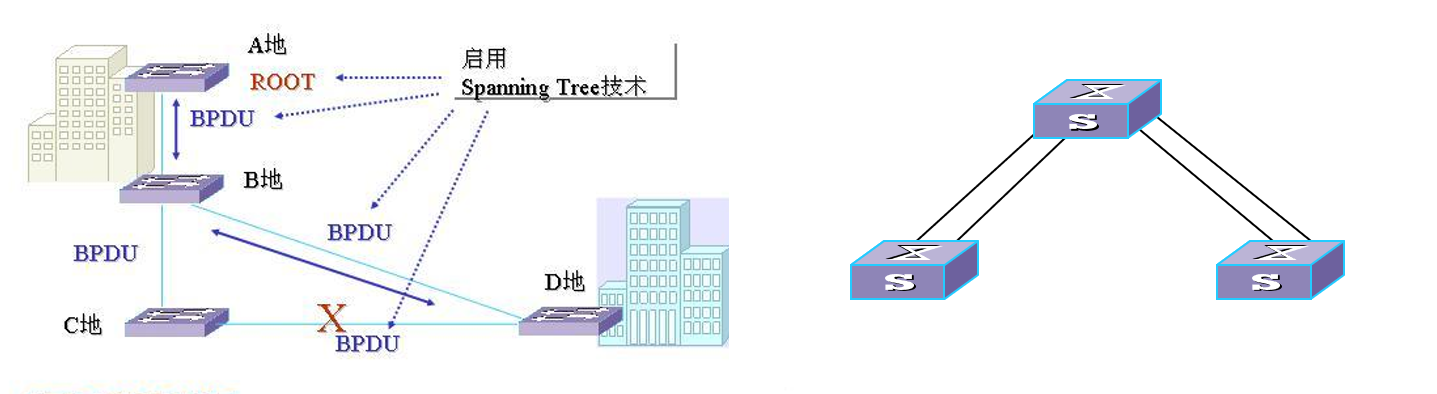 A地
ROOT
启用
Spanning Tree技术
BPDU
B地
BPDU
BPDU
D地
C地
X
BPDU
S
S
S